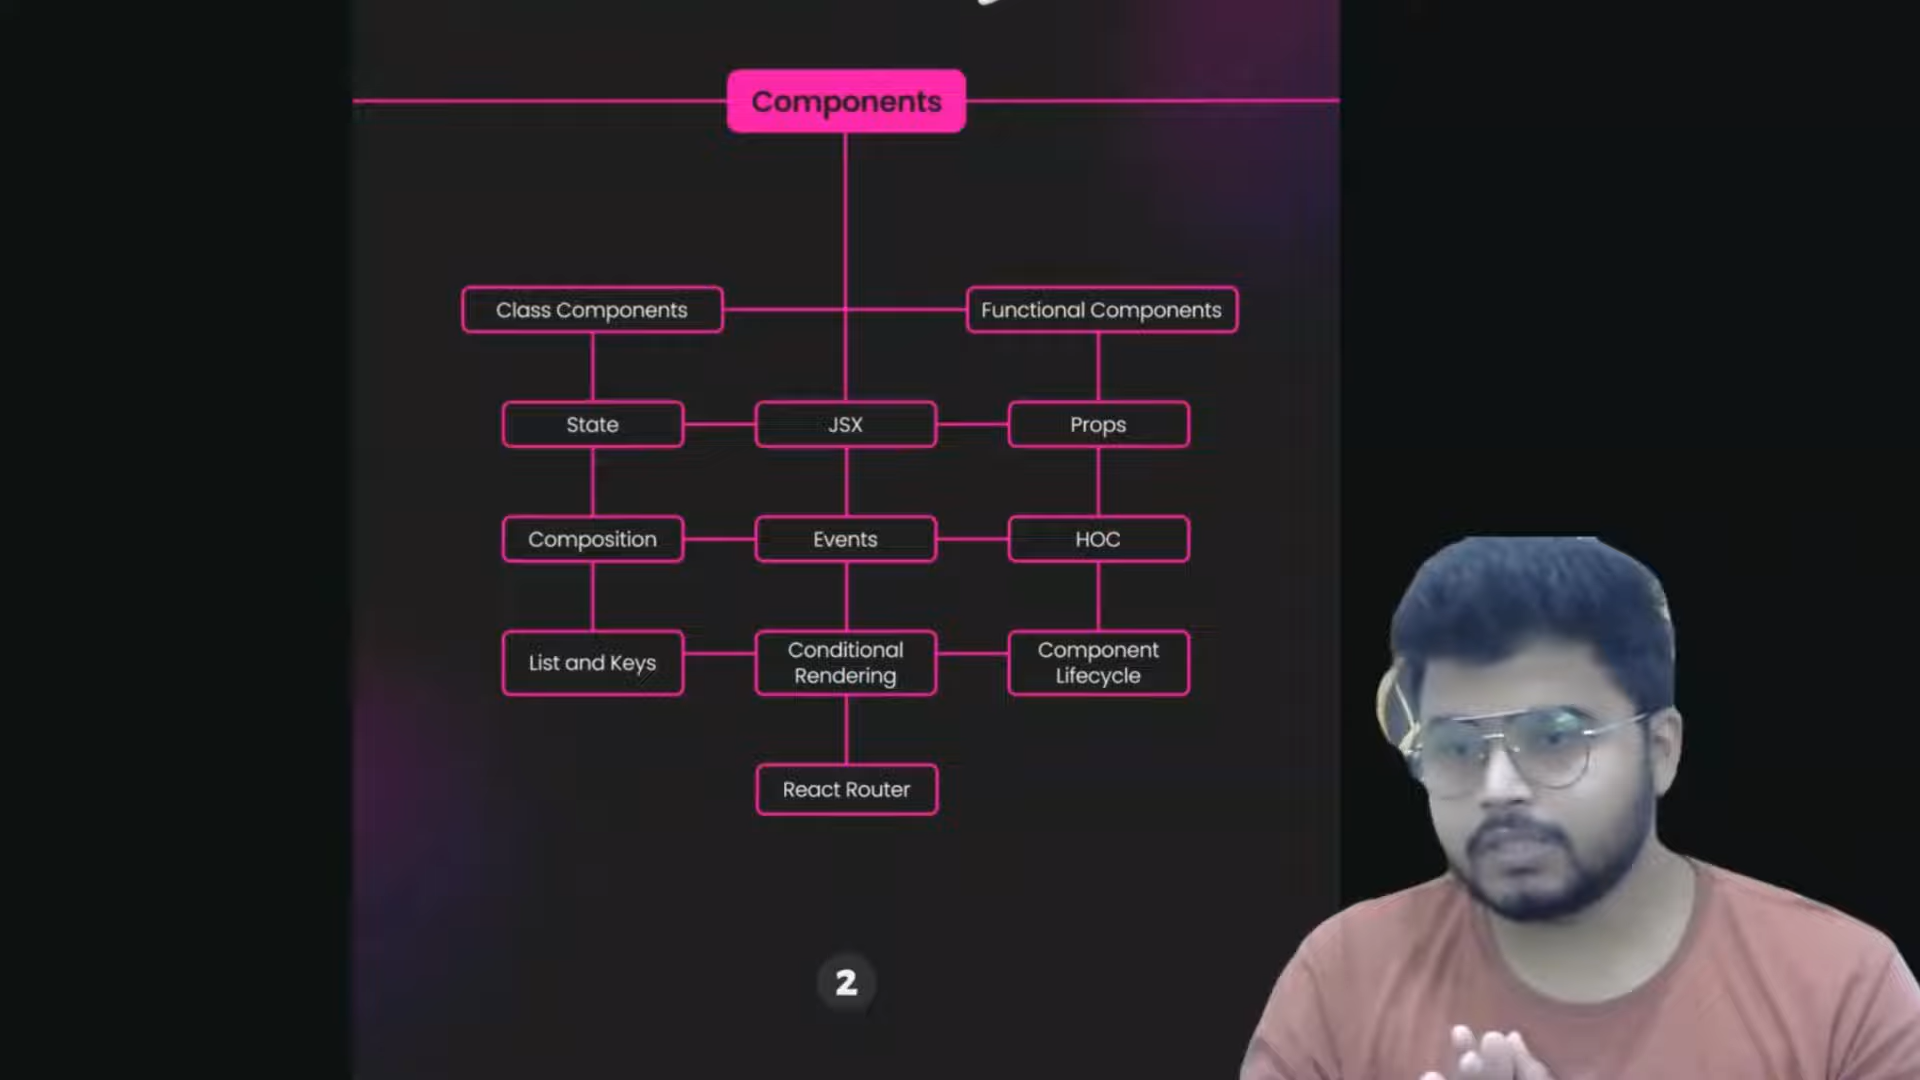 Components
Class Components
Functional Components
State
JSX
Props
Composition
Events
HOC
List and Keys
Conditional
Rendering
Component
Lifecycle
React Router
2